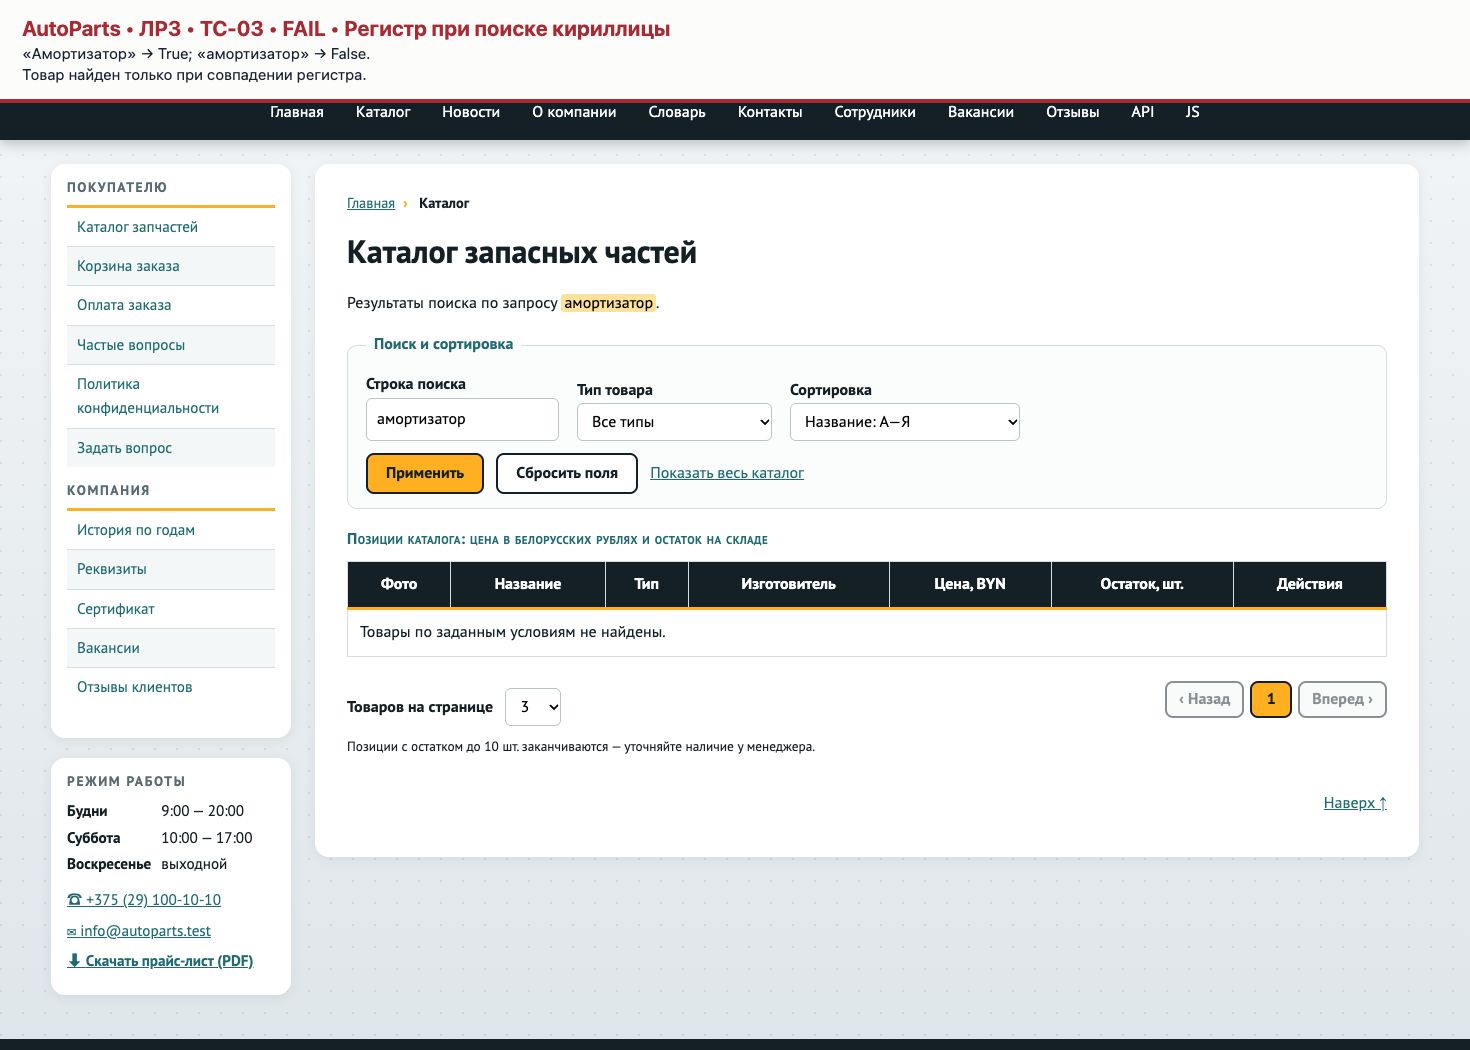 AutoParts • ЛР3 • TC-03 • FAIL • Регистр при поиске кириллицы
«Амортизатор» → True; «амортизатор» → False.
Товар найден только при совпадении регистра.
Главная Каталог Новости О компании Словарь Контакты Сотрудники Вакансии Отзывы API JS
ПОКУПАТЕЛЮ
Каталог запчастей
Корзина заказа
Оплата заказа
Частые вопросы
Политика
конфиденциальности
Задать вопрос
КОМПАНИЯ
История по годам
Реквизиты
Сертификат
Вакансии
Отзывы клиентов
РЕЖИМ РАБОТЫ
Будни 9:00 — 20:00
Суббота 10:00 — 17:00
Воскресенье выходной
☎ +375 (29) 100-10-10
✉ info@autoparts.test
⬇ Скачать прайс-лист (PDF)
Главная › Каталог
Каталог запасных частей
Результаты поиска по запросу амортизатор.
Поиск и сортировка
Строка поиска Тип товара Сортировка
амортизатор Все типы Название: А—Я
Применить Сбросить поля Показать весь каталог
Позиции каталога: цена в белорусских рублях и остаток на складе
Фото Название Тип Изготовитель Цена, BYN Остаток, шт. Действия
Товары по заданным условиям не найдены.
Товаров на странице 3 ‹ Назад 1 Вперед ›
Позиции с остатком до 10 шт. заканчиваются — уточняйте наличие у менеджера.
Наверх ↑